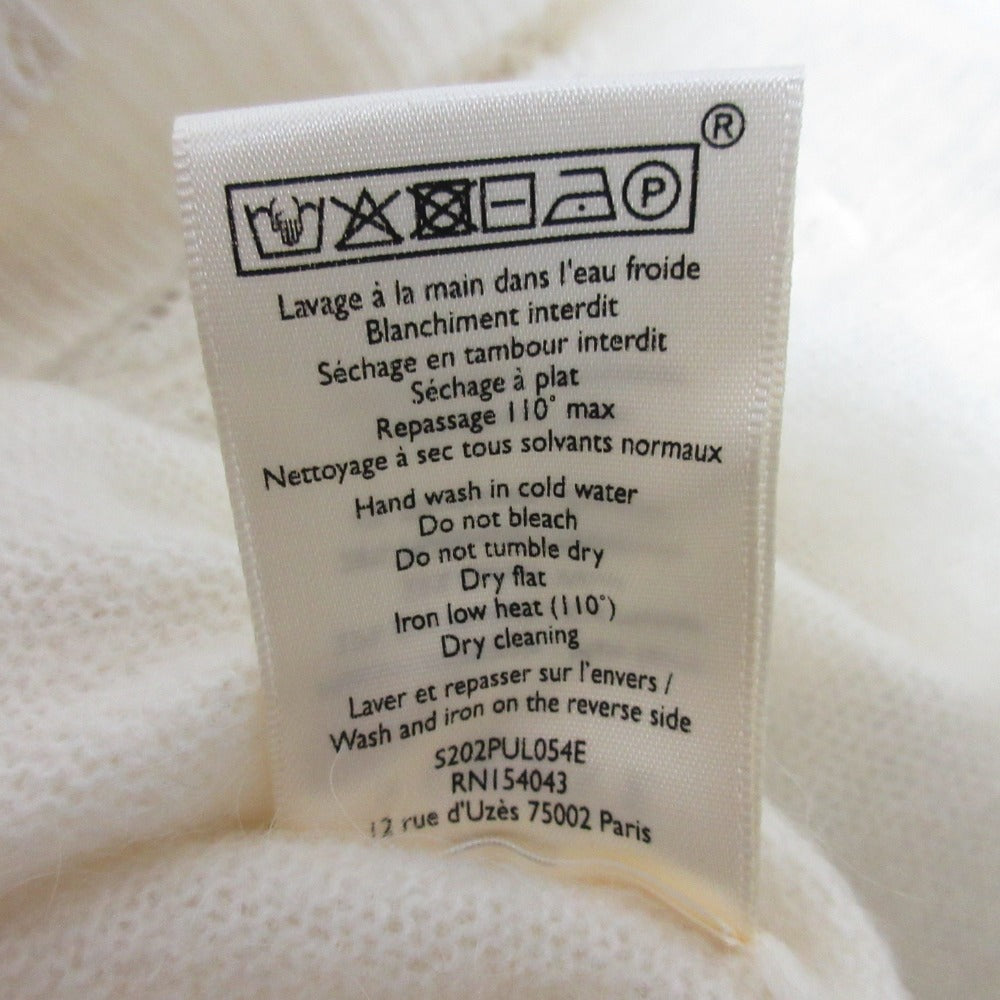 ®
P
Lavage à la main dans l'eau froide
Blanchiment interdit
Séchage en tambour interdit
Séchage à plat
Repassage 110° max
Nettoyage à sec tous solvants normaux
Hand wash in cold water
Do not bleach
Do not tumble dry
Dry flat
Iron low heat (110°)
Dry cleaning
Laver et repasser sur l'envers /
Wash and iron on the reverse side
S202PUL054E
RN154043
12 rue d'Uzès 75002 Paris